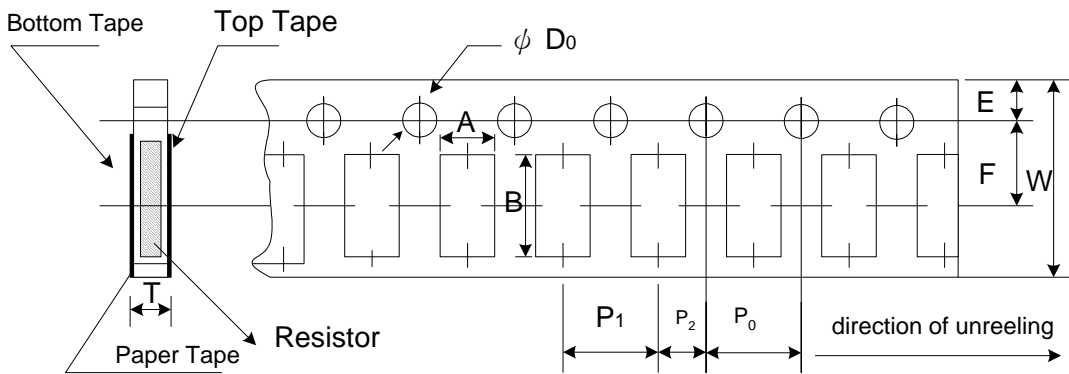 Bottom Tape
Top Tape
ψ D0
E
A
F
W
B
T
P1
P2
P0
Resistor
direction of unreeling
Paper Tape